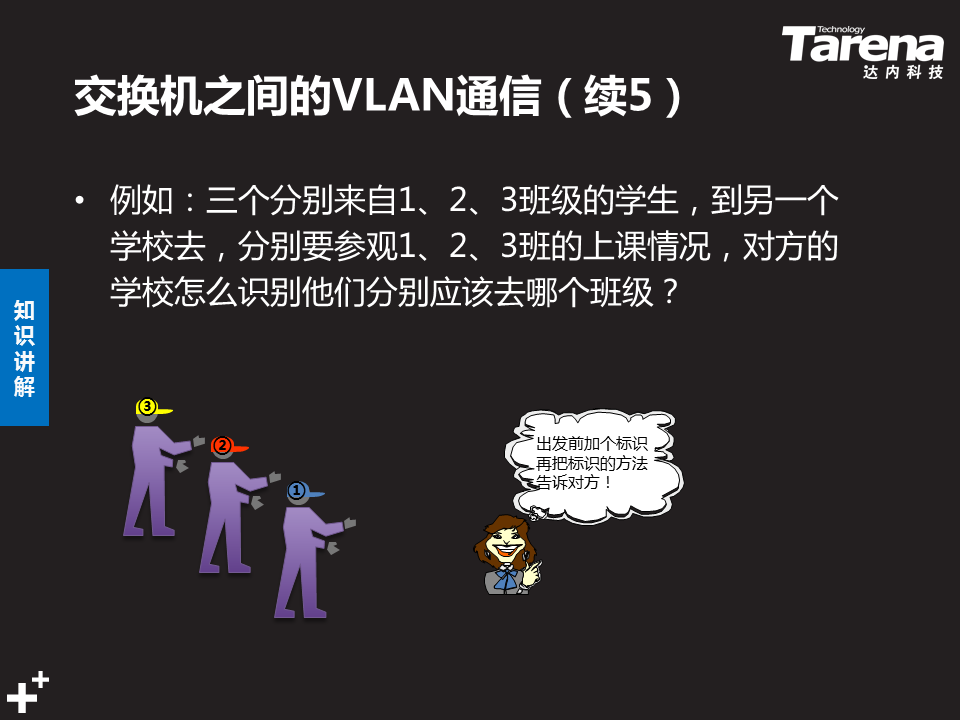 Technology
Tarena
达内科技
交换机之间的VLAN通信（续5）
• 例如：三个分别来自1、2、3班级的学生，到另一个
学校去，分别要参观1、2、3班的上课情况，对方的
学校怎么识别他们分别应该去哪个班级？
知
识
讲
解
③
②
①
出发前加个标识
再把标识的方法
告诉对方！